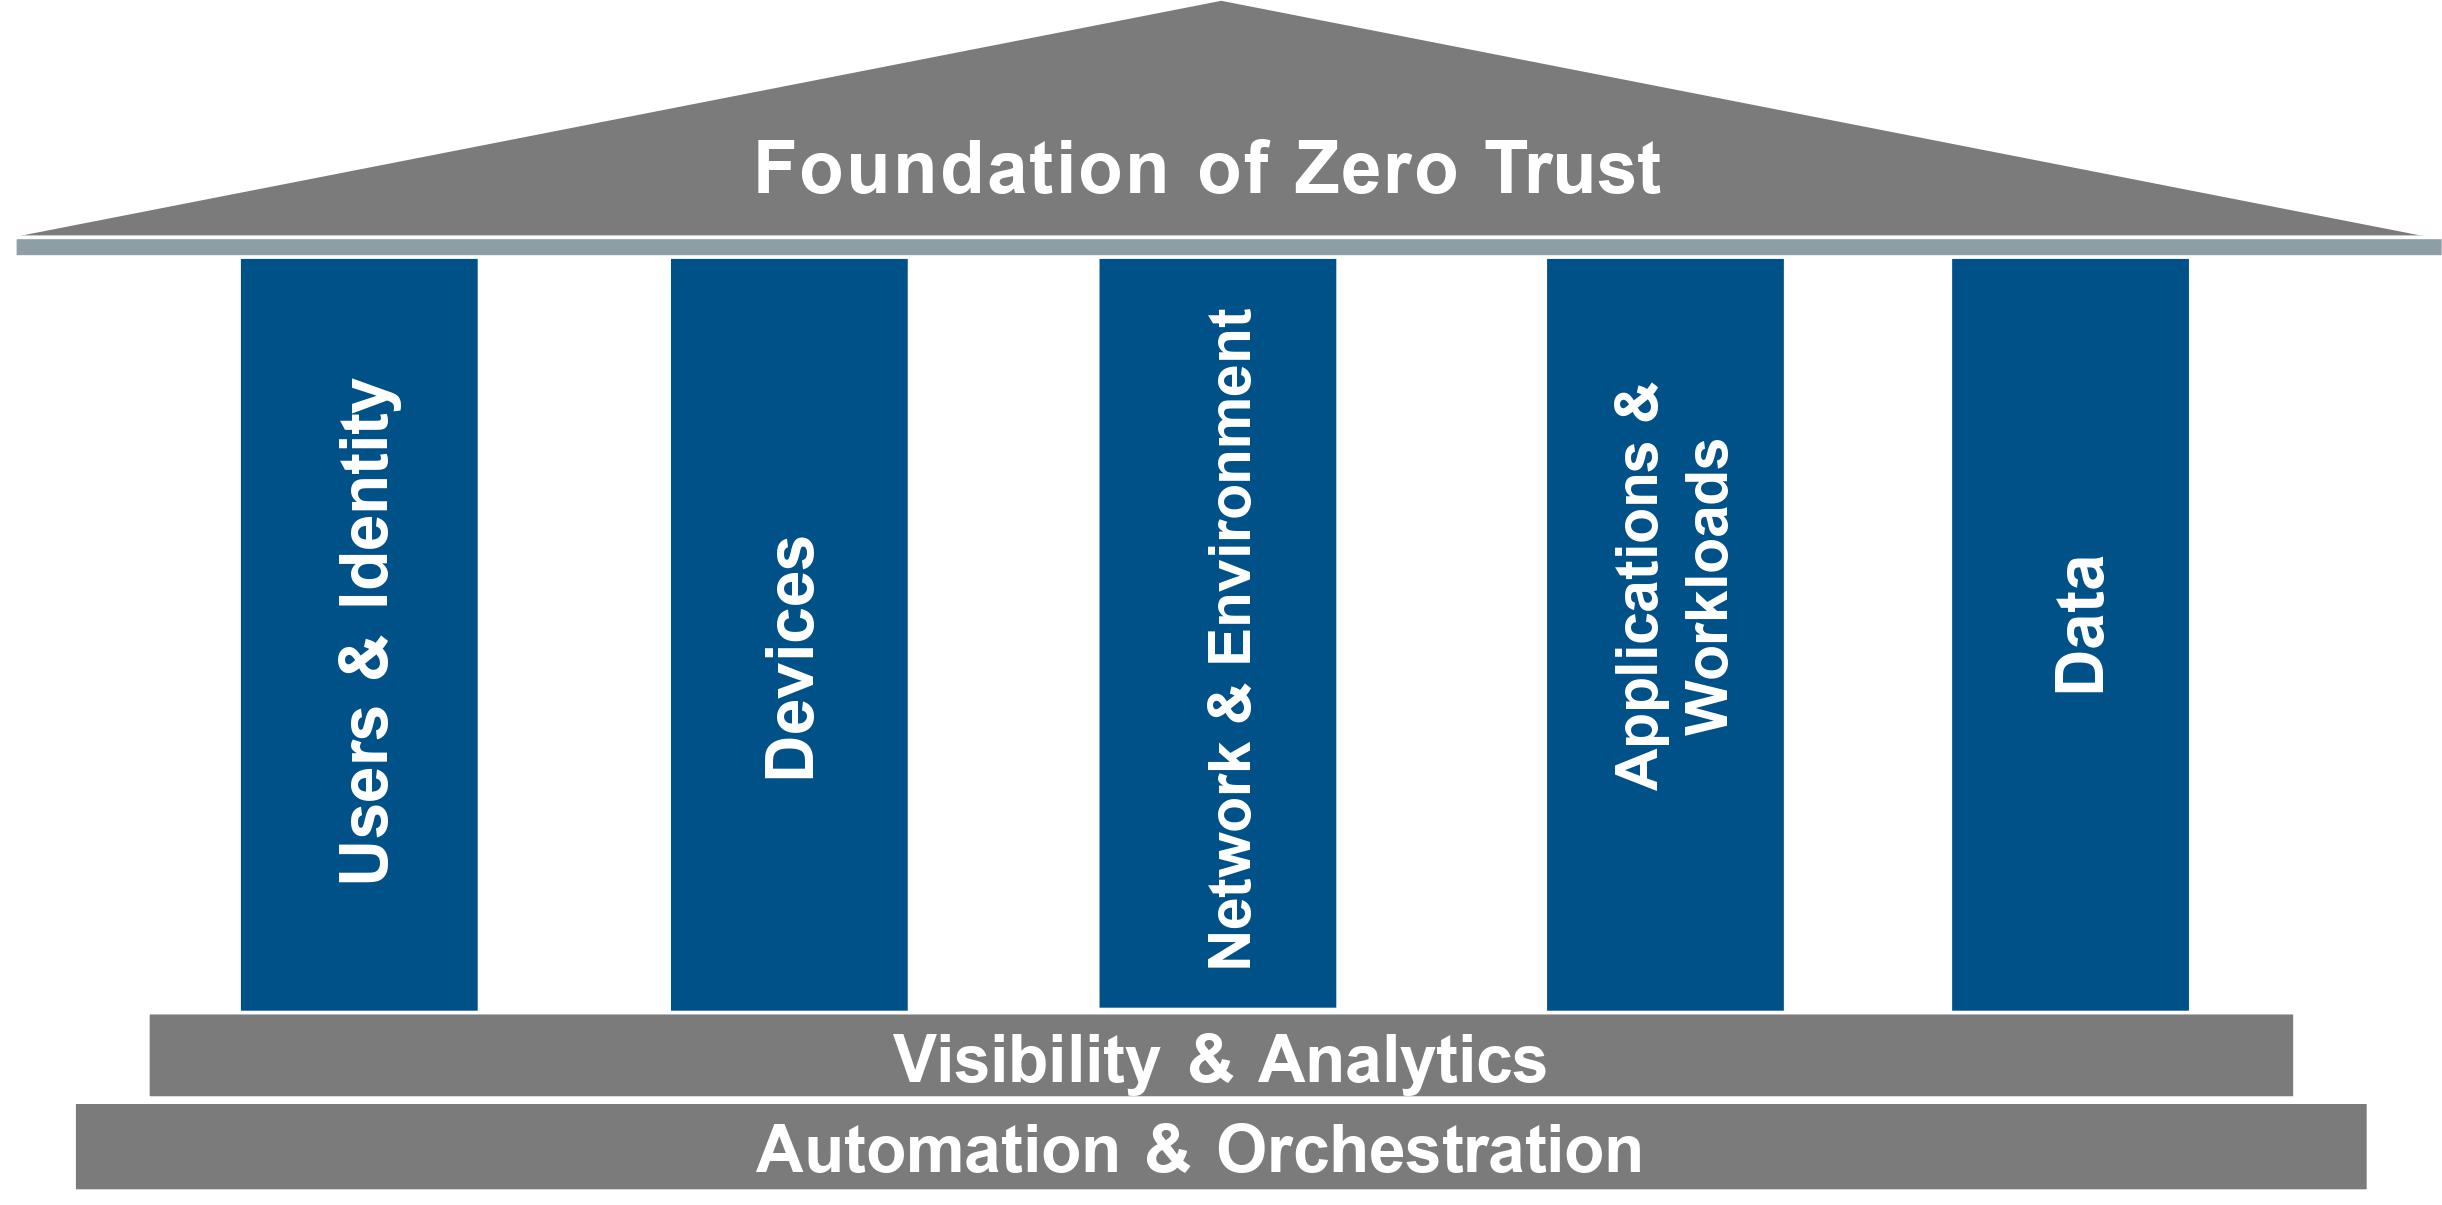 Foundation of Zero Trust
Users & Identity
Devices
Network & Environment
Applications &
Workloads
Data
Visibility & Analytics
Automation & Orchestration